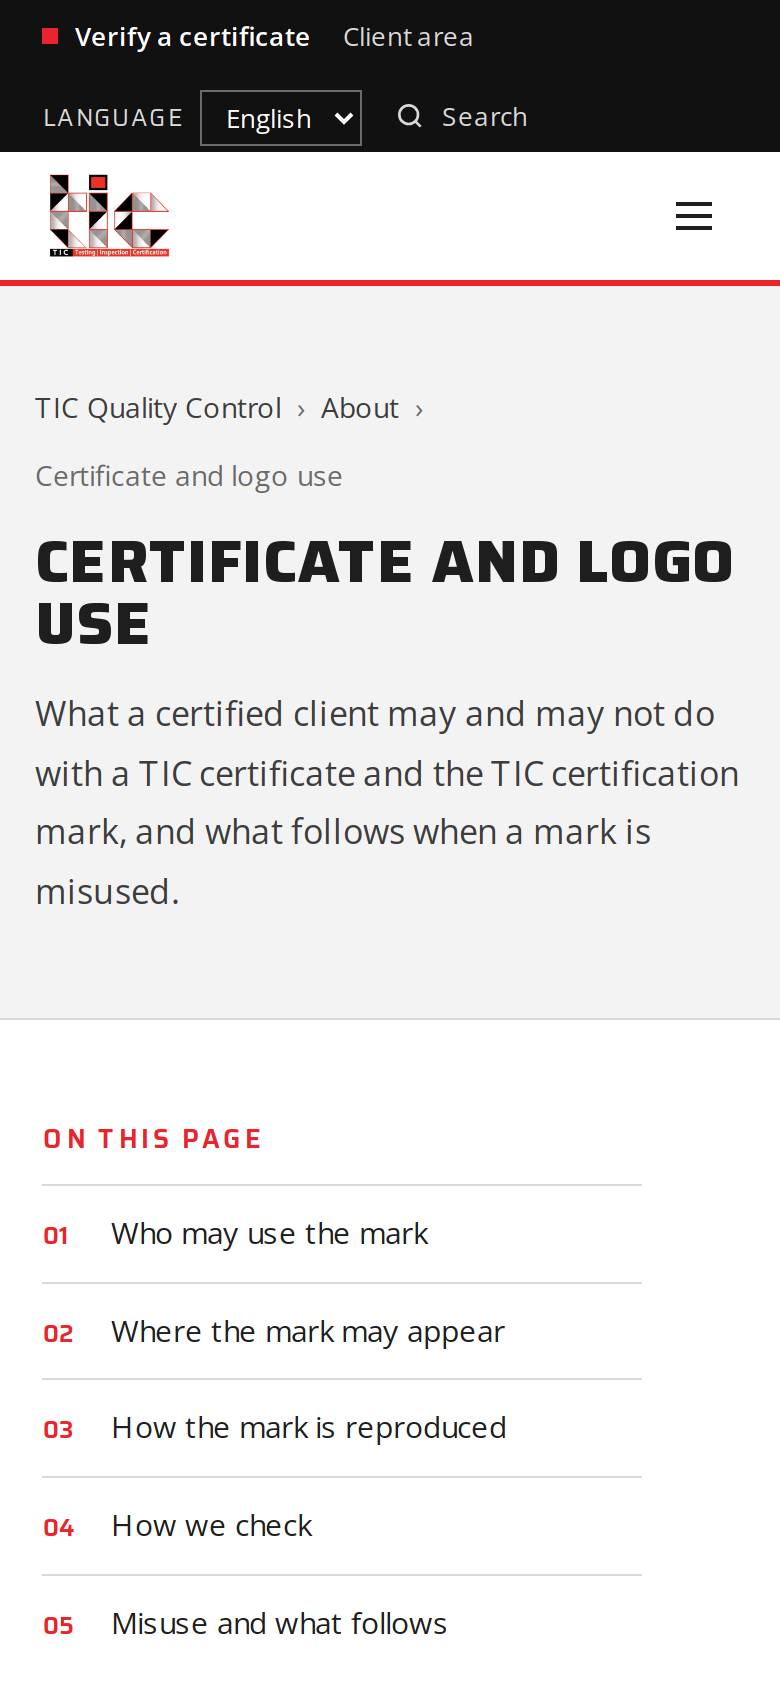 Verify a certificate Client area
LANGUAGE English Search
tic
TIC Testing | Inspection | Certification
TIC Quality Control › About ›
Certificate and logo use
CERTIFICATE AND LOGO
USE
What a certified client may and may not do
with a TIC certificate and the TIC certification
mark, and what follows when a mark is
misused.
ON THIS PAGE
01 Who may use the mark
02 Where the mark may appear
03 How the mark is reproduced
04 How we check
05 Misuse and what follows